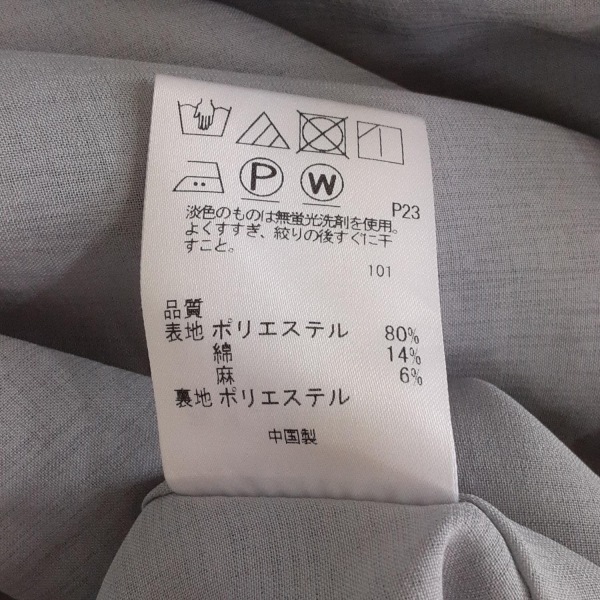 P W
P23
淡色のものは無蛍光洗剤を使用。
よくすすぎ、絞りの後すぐに干
すこと。
101
品質
表地 ポリエステル 80%
綿 14%
麻 6%
裏地 ポリエステル
中国製